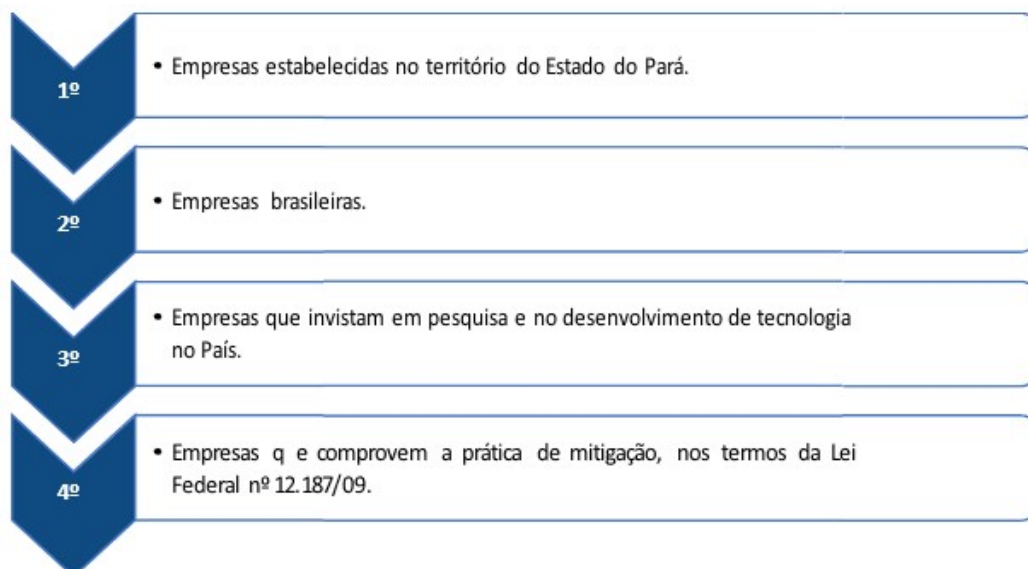 1º
• Empresas estabelecidas no território do Estado do Pará.
2º
• Empresas brasileiras.
3º
• Empresas que invistam em pesquisa e no desenvolvimento de tecnologia
no País.
4º
• Empresas q e comprovem a prática de mitigação, nos termos da Lei
Federal nº 12.187/09.